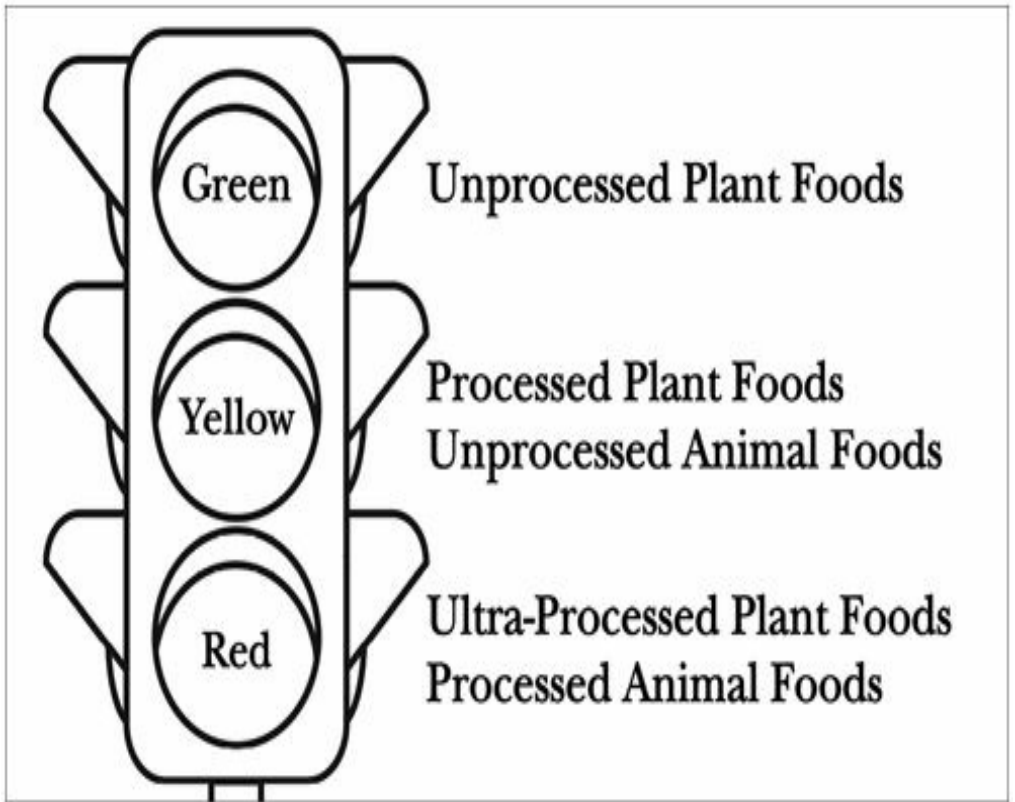 Green
Unprocessed Plant Foods
Yellow
Processed Plant Foods
Unprocessed Animal Foods
Red
Ultra-Processed Plant Foods
Processed Animal Foods